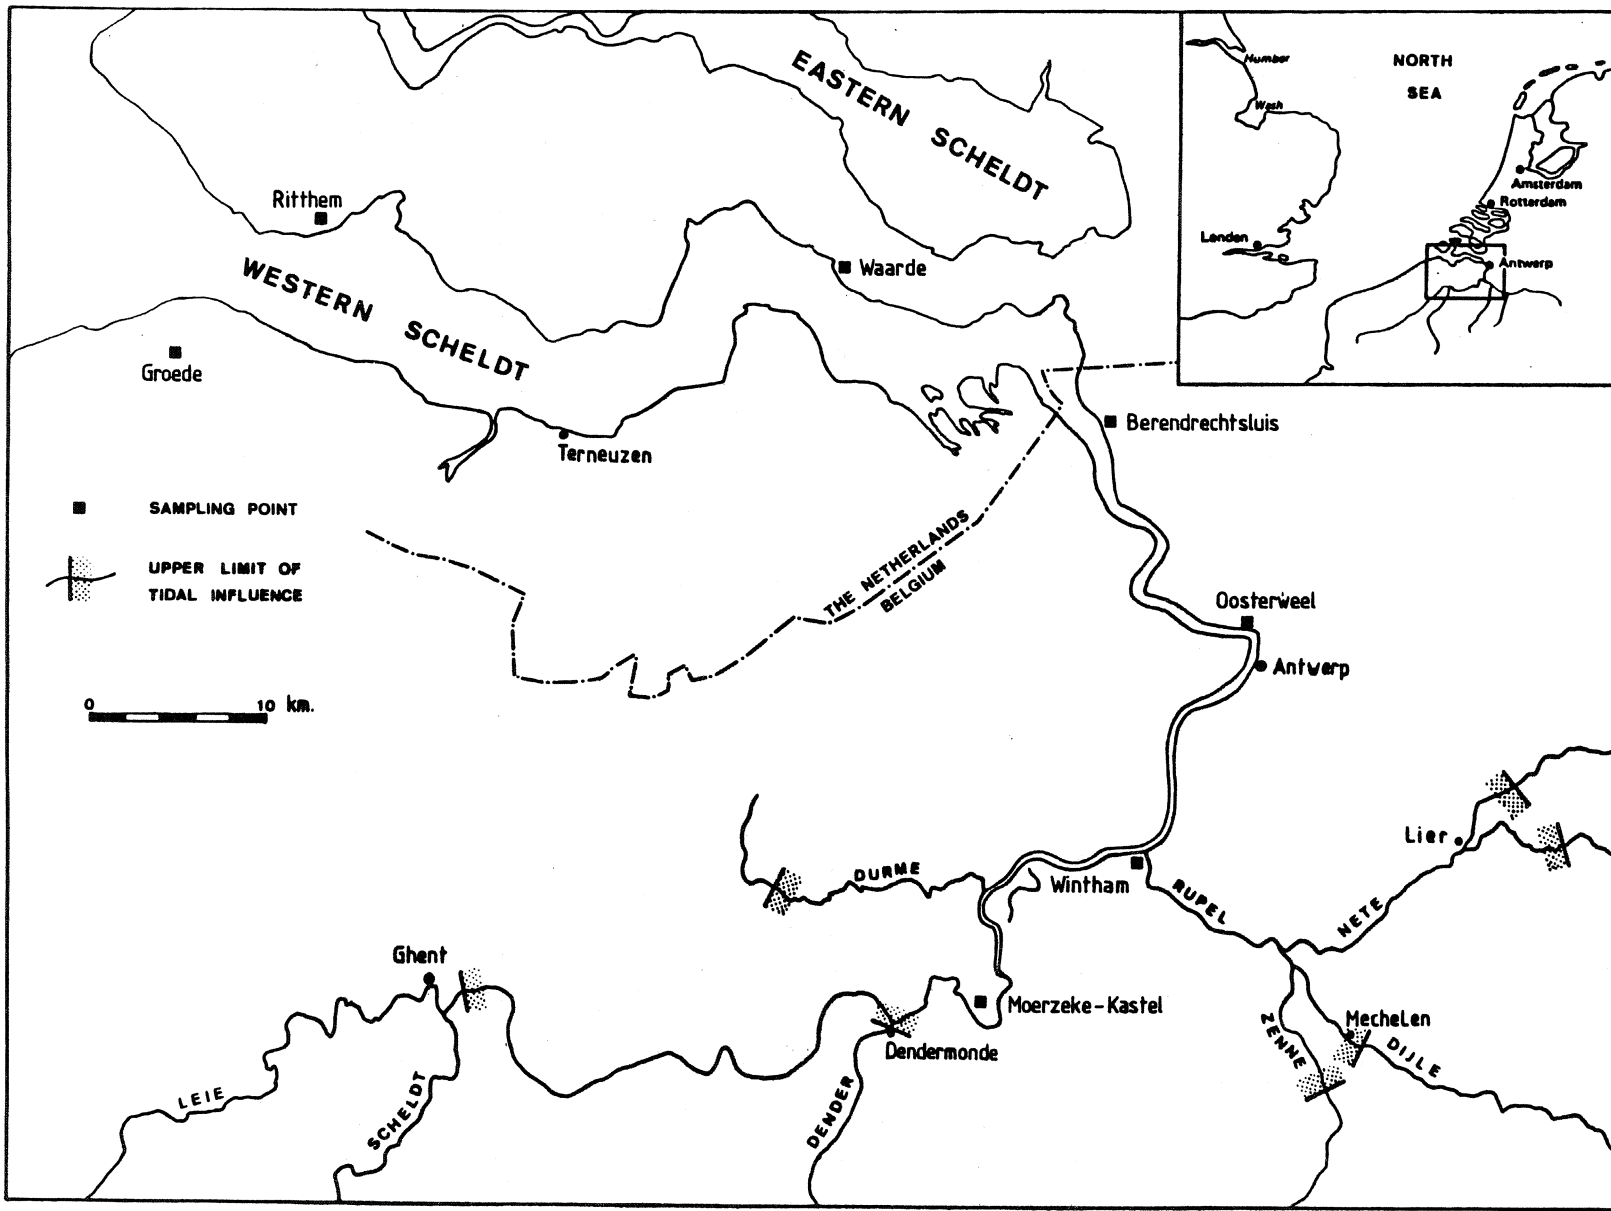 EASTERN SCHELDT
Ritthem
WESTERN SCHELDT
Waarde
Groede
Terneuzen
Berendrechtsluis
SAMPLING POINT
UPPER LIMIT OF
TIDAL INFLUENCE
THE NETHERLANDS
BELGIUM
Oosterweel
Antwerp
0 10 km.
DURME
Wintham
RUPEL
Lier
NETE
Ghent
Moerzeke-Kastel
Dendermonde
Mechelen
ZENNE
DIJLE
LEIE
SCHELDT
DENDER
Humber
NORTH
SEA
Wash
Amsterdam
Rotterdam
London
Antwerp